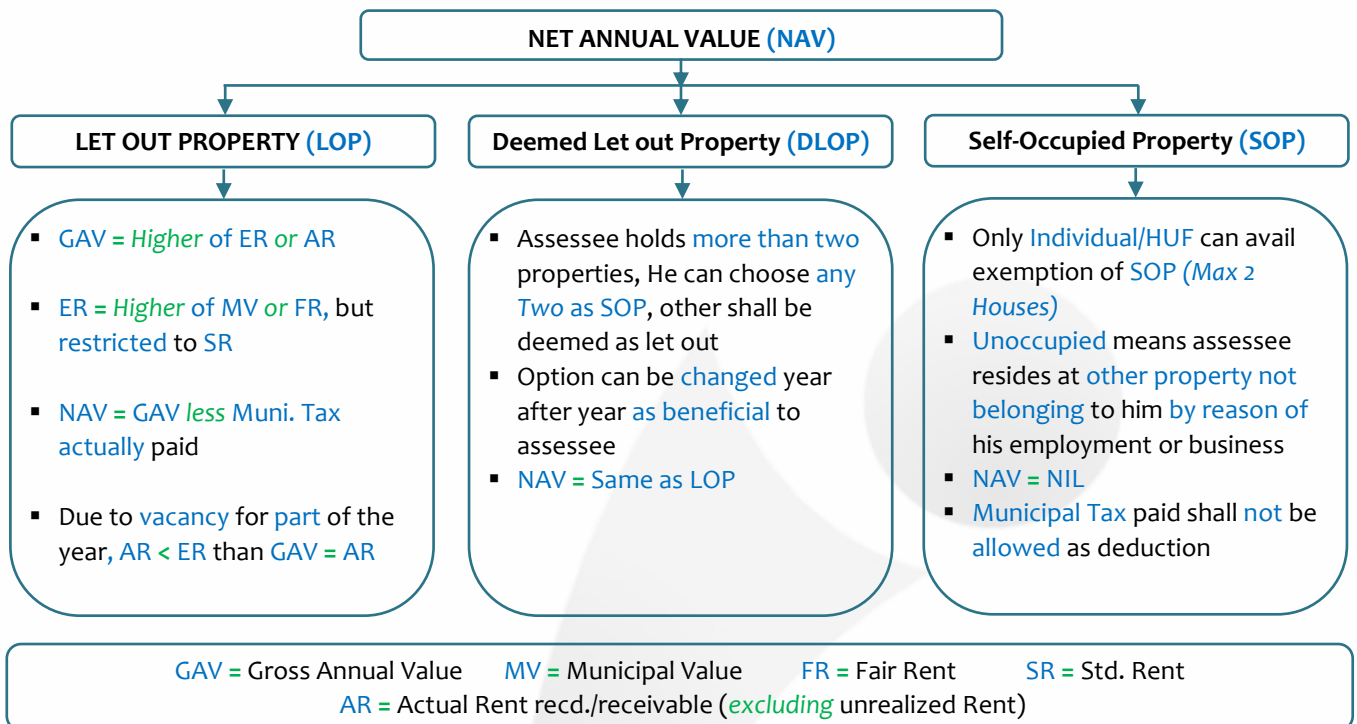 NET ANNUAL VALUE (NAV)
LET OUT PROPERTY (LOP)
▪ GAV = Higher of ER or AR
▪ ER = Higher of MV or FR, but
restricted to SR
▪ NAV = GAV less Muni. Tax
actually paid
▪ Due to vacancy for part of the
year, AR < ER than GAV = AR
Deemed Let out Property (DLOP)
▪ Assessee holds more than two
properties, He can choose any
Two as SOP, other shall be
deemed as let out
▪ Option can be changed year
after year as beneficial to
assessee
▪ NAV = Same as LOP
Self-Occupied Property (SOP)
▪ Only Individual/HUF can avail
exemption of SOP (Max 2
Houses)
▪ Unoccupied means assessee
resides at other property not
belonging to him by reason of
his employment or business
▪ NAV = NIL
▪ Municipal Tax paid shall not be
allowed as deduction
GAV = Gross Annual Value MV = Municipal Value FR = Fair Rent SR = Std. Rent
AR = Actual Rent recd./receivable (excluding unrealized Rent)